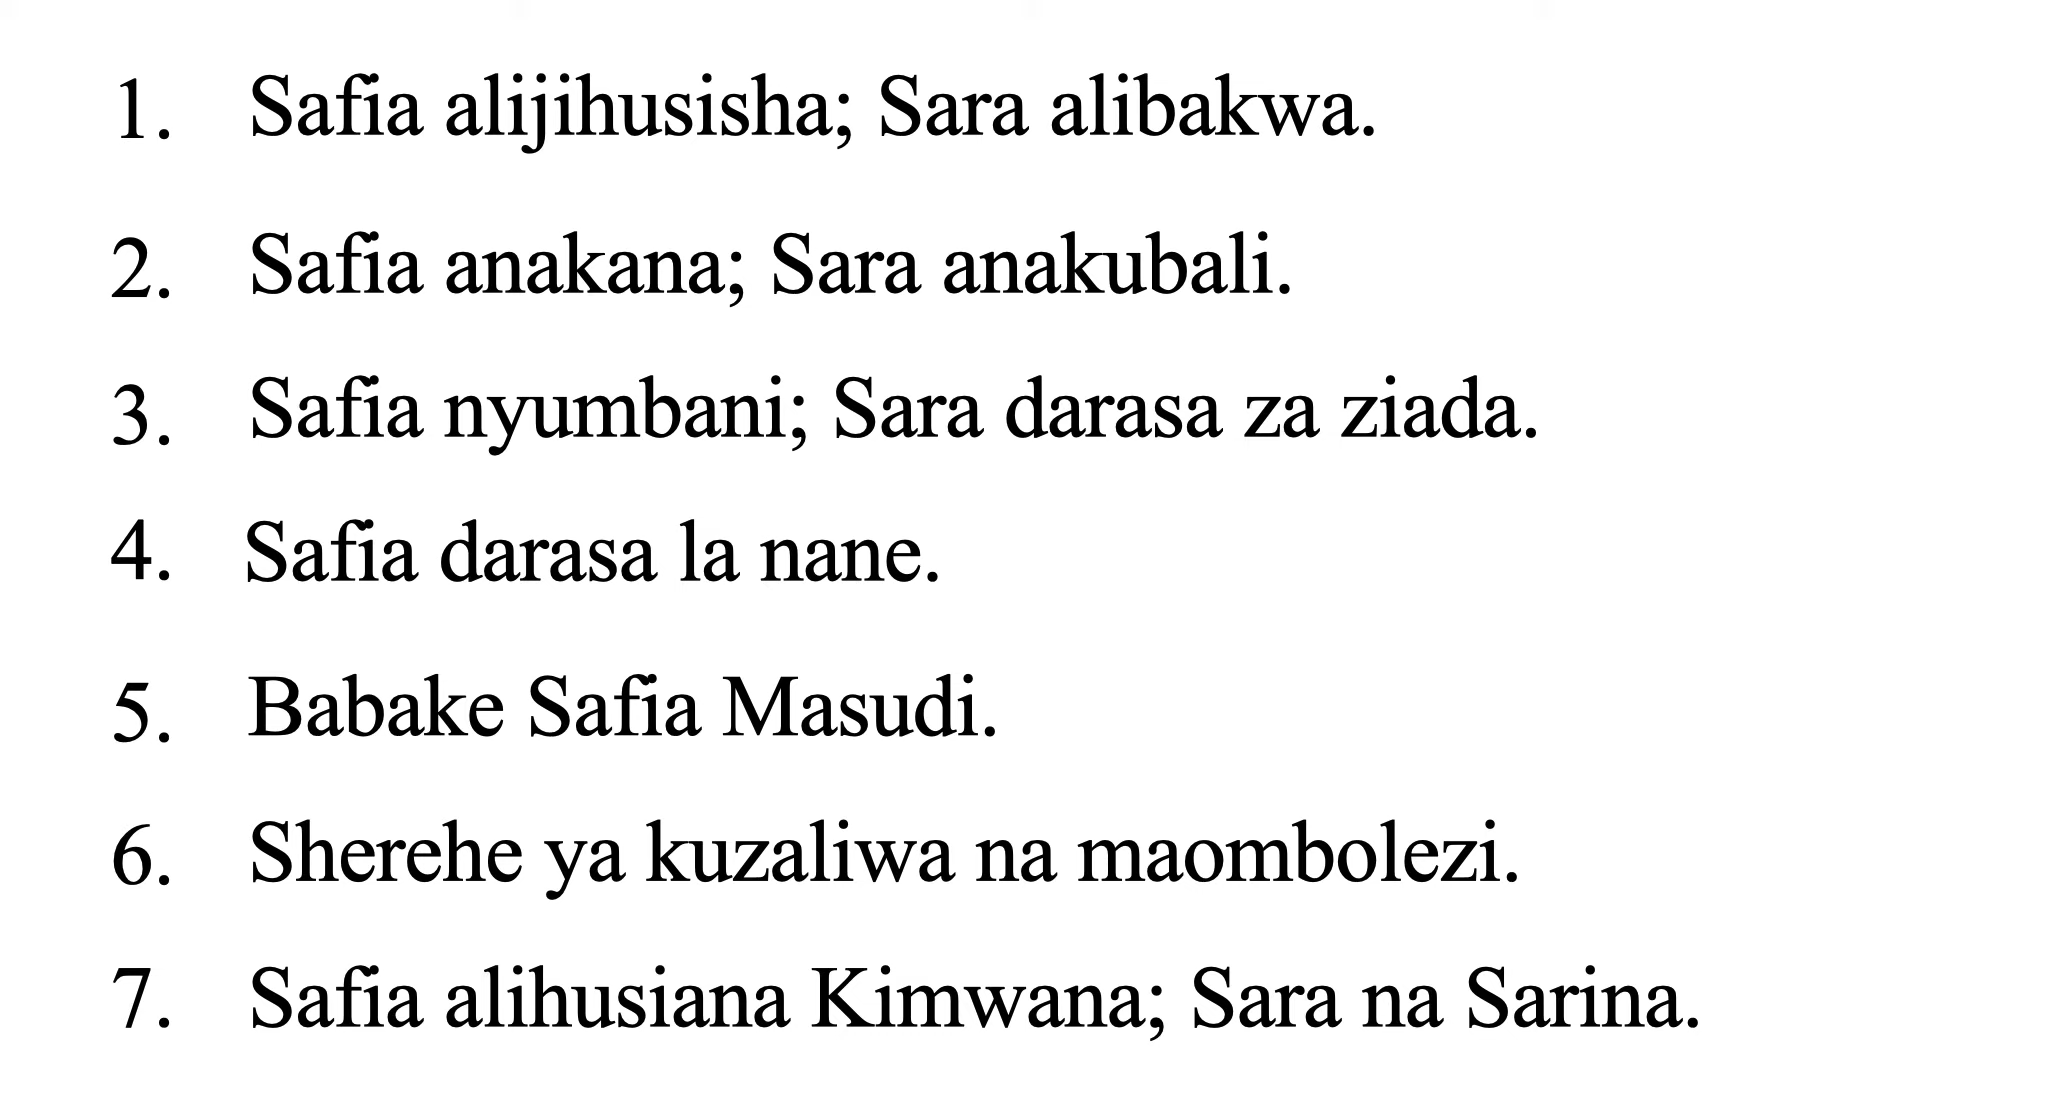 1. Safia alijihusisha; Sara alibakwa.
2. Safia anakana; Sara anakubali.
3. Safia nyumbani; Sara darasa za ziada.
4. Safia darasa la nane.
5. Babake Safia Masudi.
6. Sherehe ya kuzaliwa na maombolezi.
7. Safia alihusiana Kimwana; Sara na Sarina.